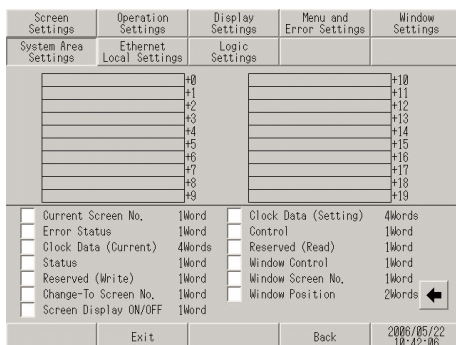 Screen Settings
Operation Settings
Display Settings
Menu and Error Settings
Window Settings
System Area Settings
Ethernet Local Settings
Logic Settings
+0 +10
+1 +11
+2 +12
+3 +13
+4 +14
+5 +15
+6 +16
+7 +17
+8 +18
+9 +19
Current Screen No. 1Word Clock Data (Setting) 4Words
Error Status 1Word Control 1Word
Clock Data (Current) 4Words Reserved (Read) 1Word
Status 1Word Window Control 1Word
Reserved (Write) 1Word Window Screen No. 1Word
Change-To Screen No. 1Word Window Position 2Words
Screen Display ON/OFF 1Word
Exit Back 2006/05/22
10:42:06